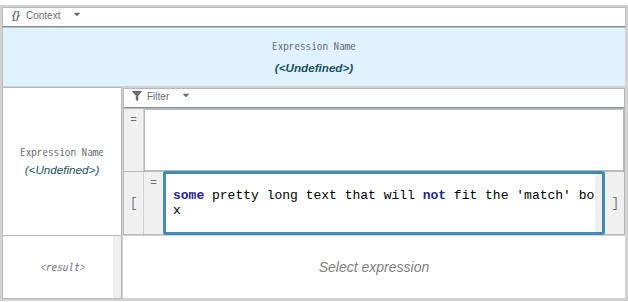 {} Context
Expression Name
(<Undefined>)
Filter
Expression Name
(<Undefined>)
=
=
[
some pretty long text that will not fit the 'match' bo
x
]
<result>
Select expression